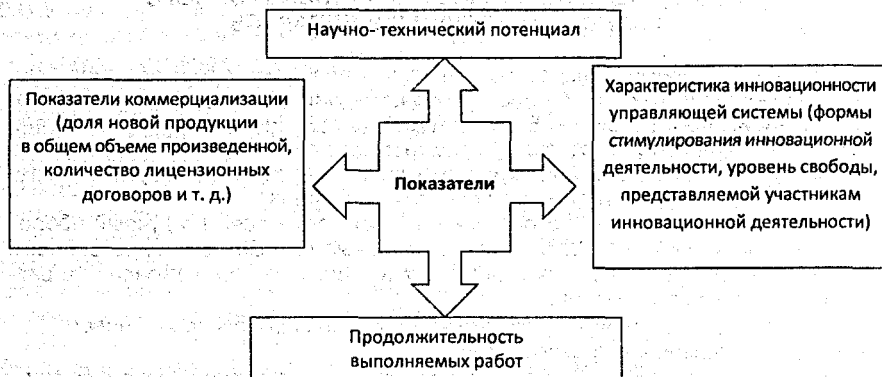 Научно-технический потенциал
Показатели коммерциализации
(доля новой продукции
в общем объеме произведенной,
количество лицензионных
договоров и т. д.)
Показатели
Характеристика инновационности
управляющей системы (формы
стимулирования инновационной
деятельности, уровень свободы,
представляемой участникам
инновационной деятельности)
Продолжительность
выполняемых работ